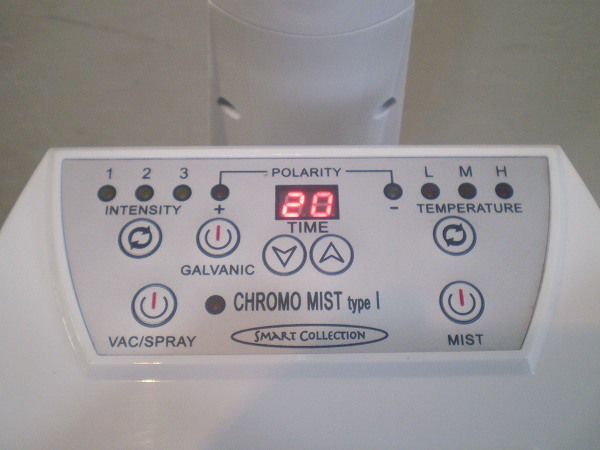 1 2 3 POLARITY L M H
INTENSITY + 20 - TEMPERATURE
TIME
GALVANIC
CHROMO MIST type I
VAC/SPRAY SMART COLLECTION MIST